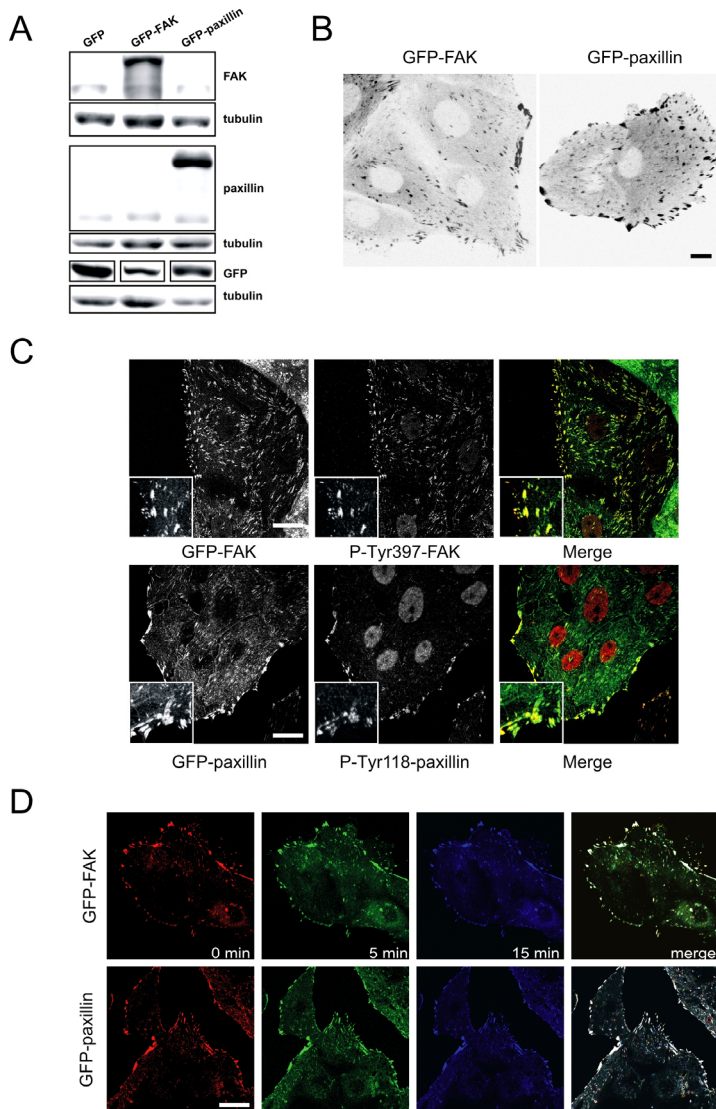 A
GFP
GFP-FAK
GFP-paxillin
FAK
tubulin
paxillin
tubulin
GFP
tubulin
B
GFP-FAK
GFP-paxillin
C
GFP-FAK
P-Tyr397-FAK
Merge
GFP-paxillin
P-Tyr118-paxillin
Merge
D
GFP-FAK
0 min
5 min
15 min
merge
GFP-paxillin